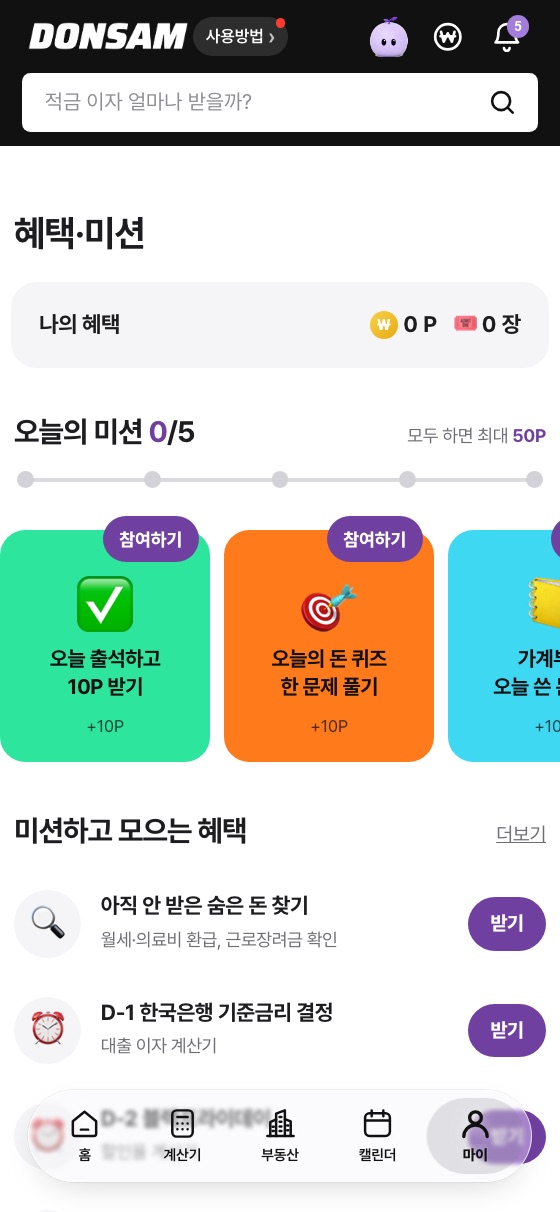 DONSAM
사용방법 ›
5
적금 이자 얼마나 받을까?
혜택·미션
나의 혜택
0 P
0 장
오늘의 미션 0/5
모두 하면 최대 50P
참여하기
오늘 출석하고
10P 받기
+10P
참여하기
오늘의 돈 퀴즈
한 문제 풀기
+10P
오늘 쓴
미션하고 모으는 혜택
더보기
아직 안 받은 숨은 돈 찾기
월세·의료비 환급, 근로장려금 확인
받기
D-1 한국은행 기준금리 결정
대출 이자 계산기
받기
D-2
받기
홈
계산기
부동산
캘린더
마이